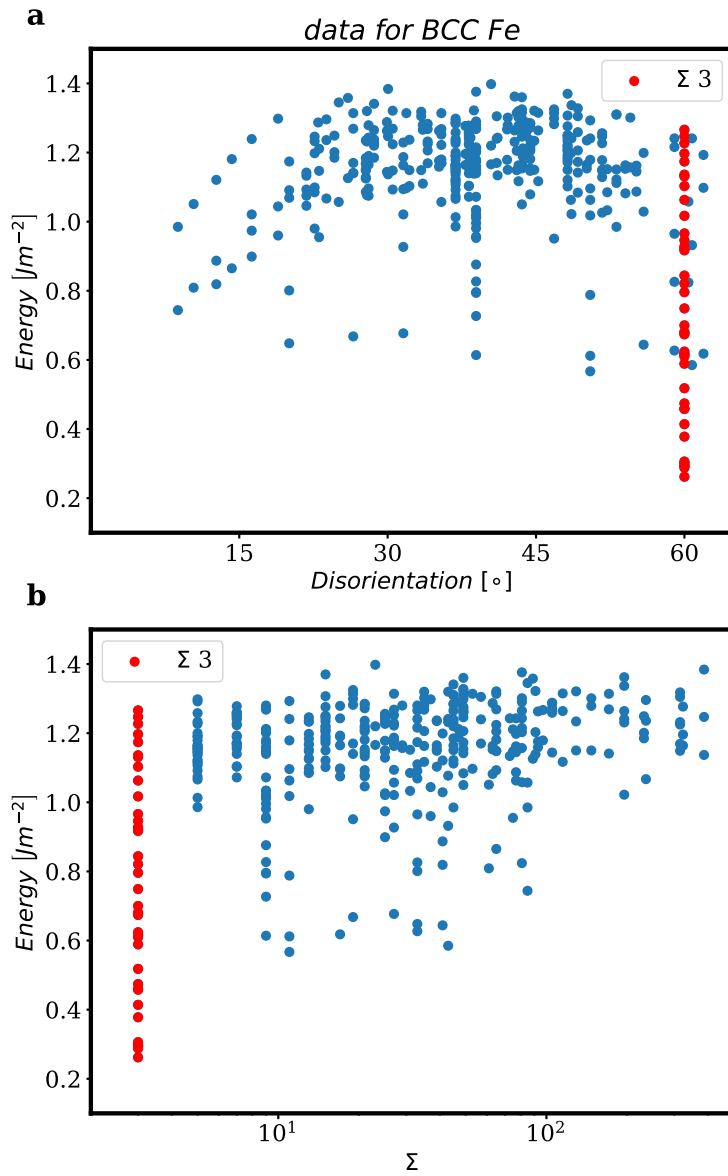 a
data for BCC Fe
Σ 3
1.4
1.2
1.0
0.8
0.6
0.4
0.2
Energy [Jm⁻²]
15
30
45
60
Disorientation [∘]
b
Σ 3
1.4
1.2
1.0
0.8
0.6
0.4
0.2
Energy [Jm⁻²]
10¹
10²
Σ